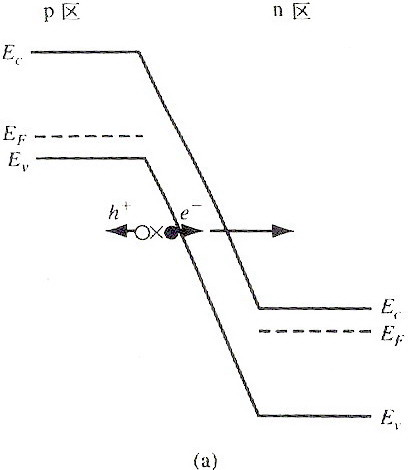 p 区 n 区
E_c
E_F
E_v
h⁺ e⁻
E_c
E_F
E_v
(a)